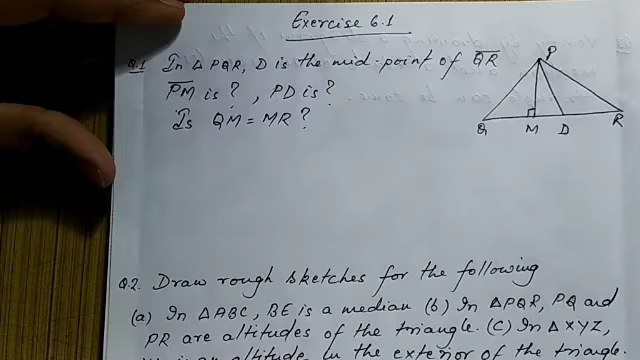 Exercise 6.1
Q.1 In △ PQR, D is the mid-point of QR
PM is ? , PD is ?
Is QM = MR ?
P
Q M D R
Q.2. Draw rough sketches for the following
(a) In △ABC, BE is a median (b) In △PQR, PQ and
PR are altitudes of the triangle. (C) In △ XYZ,
is an altitude in the exterior of the triangle.